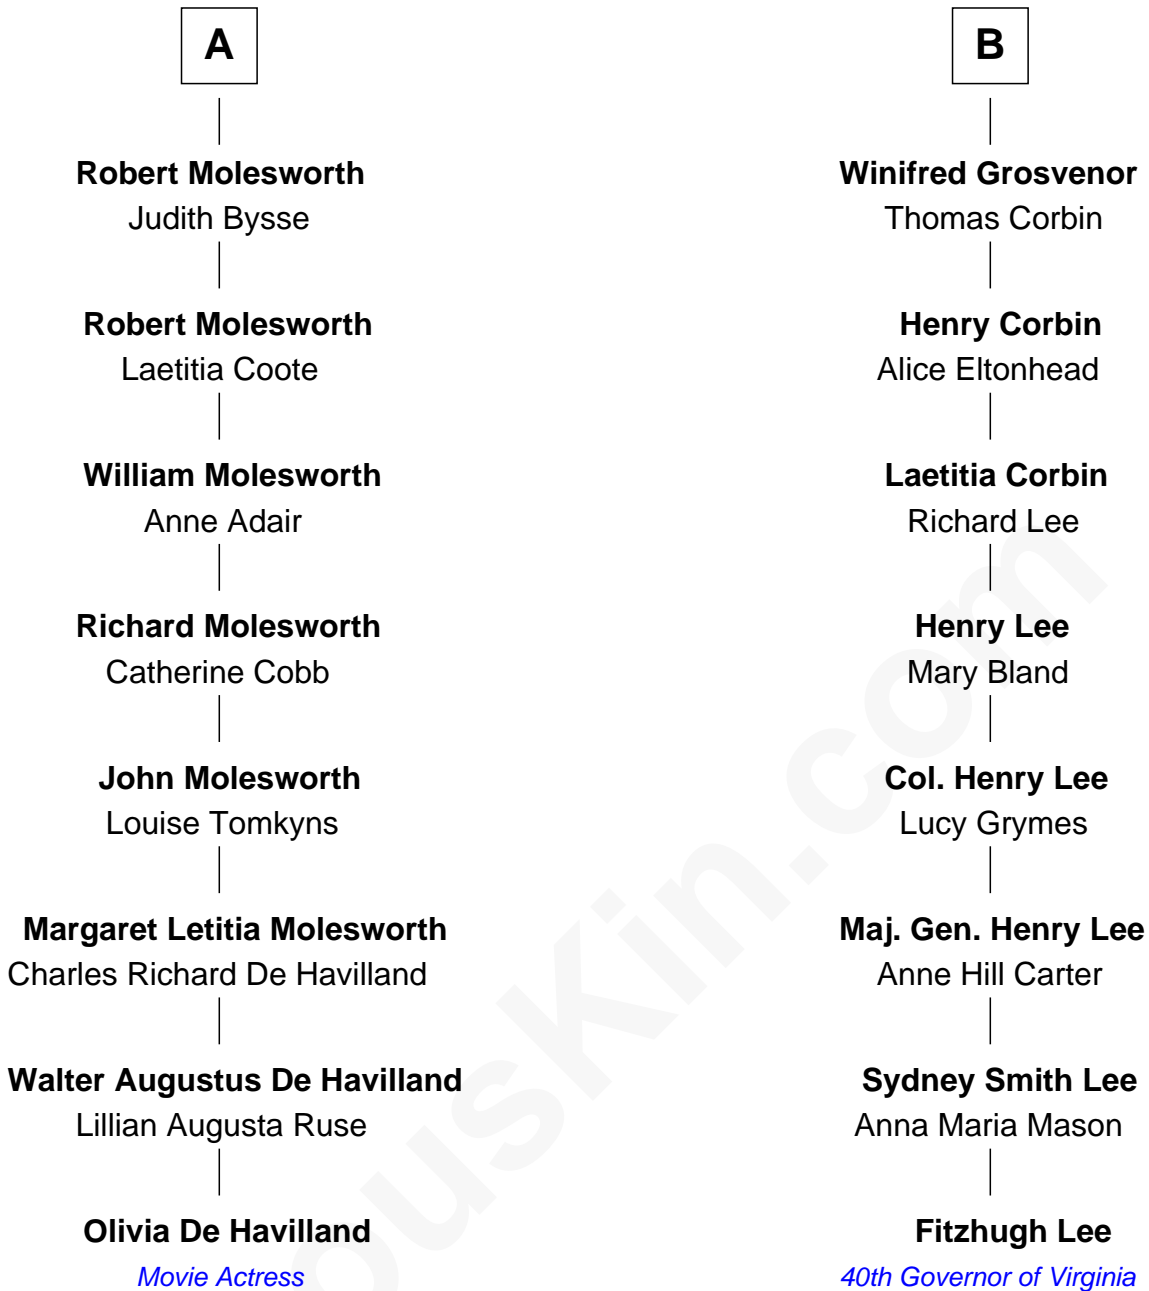 A
Robert Molesworth
Judith Bysse
Robert Molesworth
Laetitia Coote
William Molesworth
Anne Adair
Richard Molesworth
Catherine Cobb
John Molesworth
Louise Tomkyns
Margaret Letitia Molesworth
Charles Richard De Havilland
Walter Augustus De Havilland
Lillian Augusta Ruse
Olivia De Havilland
Movie Actress
B
Winifred Grosvenor
Thomas Corbin
Henry Corbin
Alice Eltonhead
Laetitia Corbin
Richard Lee
Henry Lee
Mary Bland
Col. Henry Lee
Lucy Grymes
Maj. Gen. Henry Lee
Anne Hill Carter
Sydney Smith Lee
Anna Maria Mason
Fitzhugh Lee
40th Governor of Virginia
ousKin.com